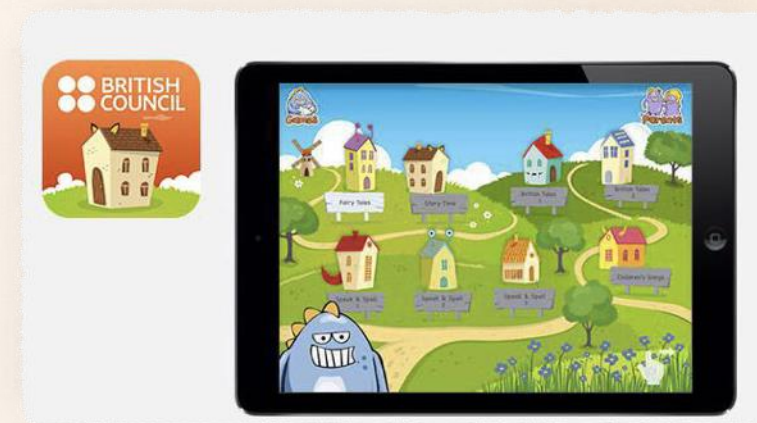 BRITISH
COUNCIL
Games
Parents
Fairy Tales
Story Time
British Tales
1
British Tales
2
Speak & Spell
1
Speak & Spell
2
Speak & Spell
3
Children's Songs